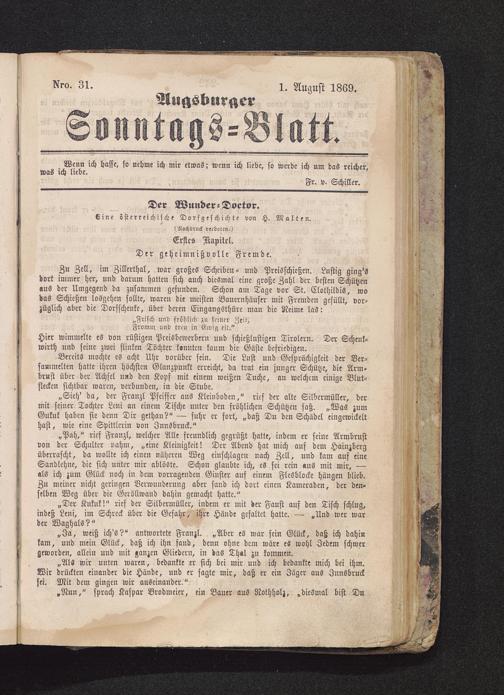 Nro. 31.
1. August 1869.
Augsburger
Sonntags=Blatt.
Wenn ich hasse, so nehme ich mir etwas; wenn ich liebe, so werde ich um das reicher,
was ich liebe.
Fr. v. Schiller.
Der Wunder=Doctor.
Eine österreichische Dorfgeschichte von H. Malten.
(Nachdruck verboten.)
Erstes Kapitel.
Der geheimnißvolle Fremde.
Zu Zell, im Zillerthal, war großes Scheiben= und Preisschießen. Lustig ging's
dort immer her, und darum hatten sich auch diesmal eine große Zahl der besten Schützen
aus der Umgegend da zusammen gefunden. Schon am Tage vor St. Clothildis, wo
das Schießen losgehen sollte, waren die meisten Bauernhäuser mit Fremden gefüllt, vor=
züglich aber die Dorfschenke, über deren Eingangsthüre man die Reime las:
„Frisch und fröhlich zu seiner Zeit,
Fromm und treu in Ewigkeit.“
Hier wimmelte es von rüstigen Preisbewerbern und schießlustigen Tirolern. Der Schenk=
wirth und seine zwei flinken Töchter konnten kaum die Gäste befriedigen.
Bereits mochte es acht Uhr vorüber sein. Die Lust und Gesprächigkeit der Ver=
sammelten hatte ihren höchsten Glanzpunkt erreicht, da trat ein junger Schütze, die Arm=
brust über der Achsel und den Kopf mit einem weißen Tuche, an welchem einige Blut=
flecken sichtbar waren, verbunden, in die Stube.
„Sieh' da, der Franzl Pfeiffer aus Kleinboden,“ rief der alte Silbermüller, der
mit seiner Tochter Leni an einem Tische unter den fröhlichen Schützen saß. „Was zum
Gukuk haben sie denn Dir gethan?“ — fuhr er fort, „daß Du den Schädel eingewickelt
hast, wie eine Spittlerin von Innsbruck.“
„Pah,“ rief Franzl, welcher Alle freundlich gegrüßt hatte, indem er seine Armbrust
von der Schulter nahm, „eine Kleinigkeit! Der Abend hat mich auf dem Hainzberg
überrascht, da wollte ich einen näheren Weg einschlagen nach Zell, und kam auf eine
Sandlehne, die sich unter mir ablöste. Schon glaubte ich, es sei rein aus mit mir, —
als ich zum Glück noch in dem vorragenden Ginster auf einem Flesblock hängen blieb.
Zu meiner nicht geringen Verwunderung aber fand ich dort einen Kameraden, der den=
selben Weg über die Geröllwand dahin gemacht hatte.“
„Der Kukuk!“ rief der Silbermüller, indem er mit der Faust auf den Tisch schlug,
indeß Leni, im Schreck über die Gefahr, ihre Hände gefaltet hatte. — „Und wer war
der Waghals?“
„Ja, weiß ich's?“ antwortete Franzl. „Aber es war sein Glück, daß ich dahin
kam, und mein Glück, daß ich ihn fand, denn ohne dem wäre es wohl Jedem schwer
geworden, allein und mit ganzen Gliedern, in das Thal zu kommen.
„Als wir unten waren, bedankte er sich bei mir und ich bedankte mich bei ihm.
Wir drückten einander die Hände, und er sagte mir, daß er ein Jäger aus Innsbruck
sei. Mit dem gingen wir auseinander.“
„Nun,“ sprach Kaspar Brodmeier, ein Bauer aus Rothholz, „diesmal bist Du